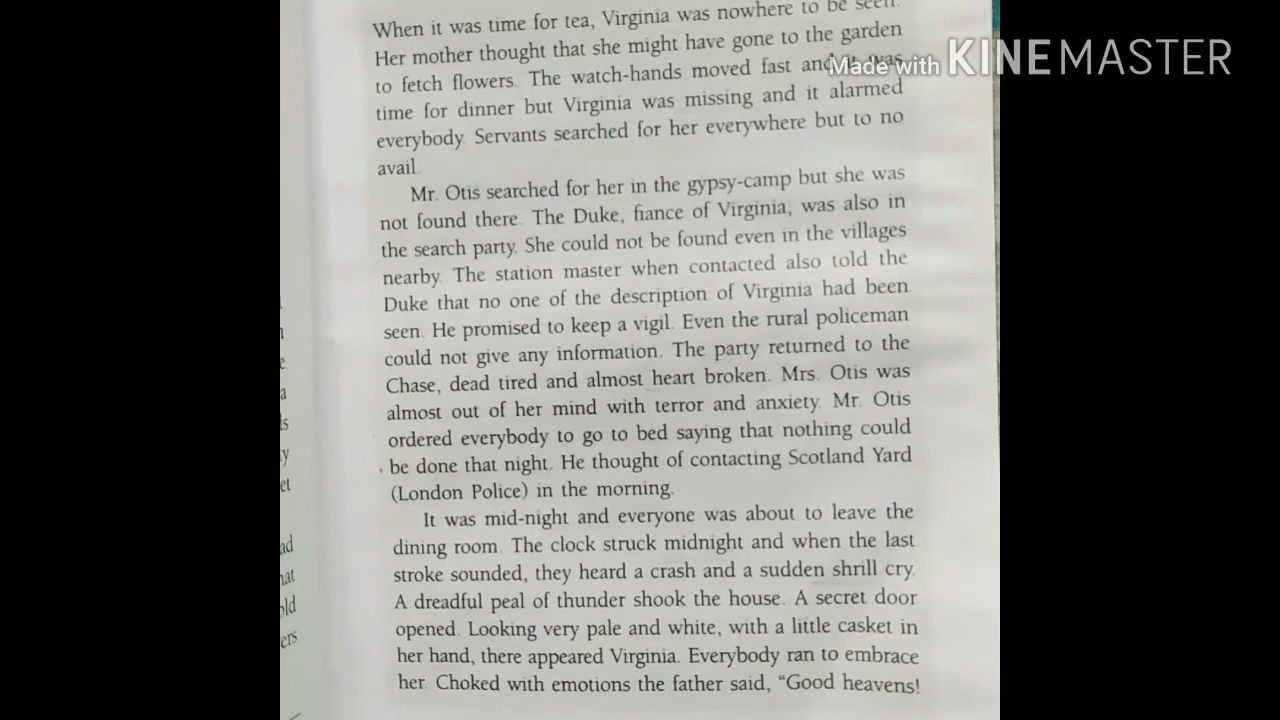 When it was time for tea, Virginia was nowhere to be seen.
Her mother thought that she might have gone to the garden
to fetch flowers. The watch-hands moved fast and it was
Made with KINEMASTER
time for dinner but Virginia was missing and it alarmed
everybody. Servants searched for her everywhere but to no
avail.
Mr. Otis searched for her in the gypsy-camp but she was
not found there. The Duke, fiance of Virginia, was also in
the search party. She could not be found even in the villages
nearby. The station master when contacted also told the
Duke that no one of the description of Virginia had been
seen. He promised to keep a vigil. Even the rural policeman
could not give any information. The party returned to the
Chase, dead tired and almost heart broken. Mrs. Otis was
almost out of her mind with terror and anxiety. Mr. Otis
ordered everybody to go to bed saying that nothing could
be done that night. He thought of contacting Scotland Yard
(London Police) in the morning.
It was mid-night and everyone was about to leave the
dining room. The clock struck midnight and when the last
stroke sounded, they heard a crash and a sudden shrill cry.
A dreadful peal of thunder shook the house. A secret door
opened. Looking very pale and white, with a little casket in
her hand, there appeared Virginia. Everybody ran to embrace
her. Choked with emotions the father said, “Good heavens!